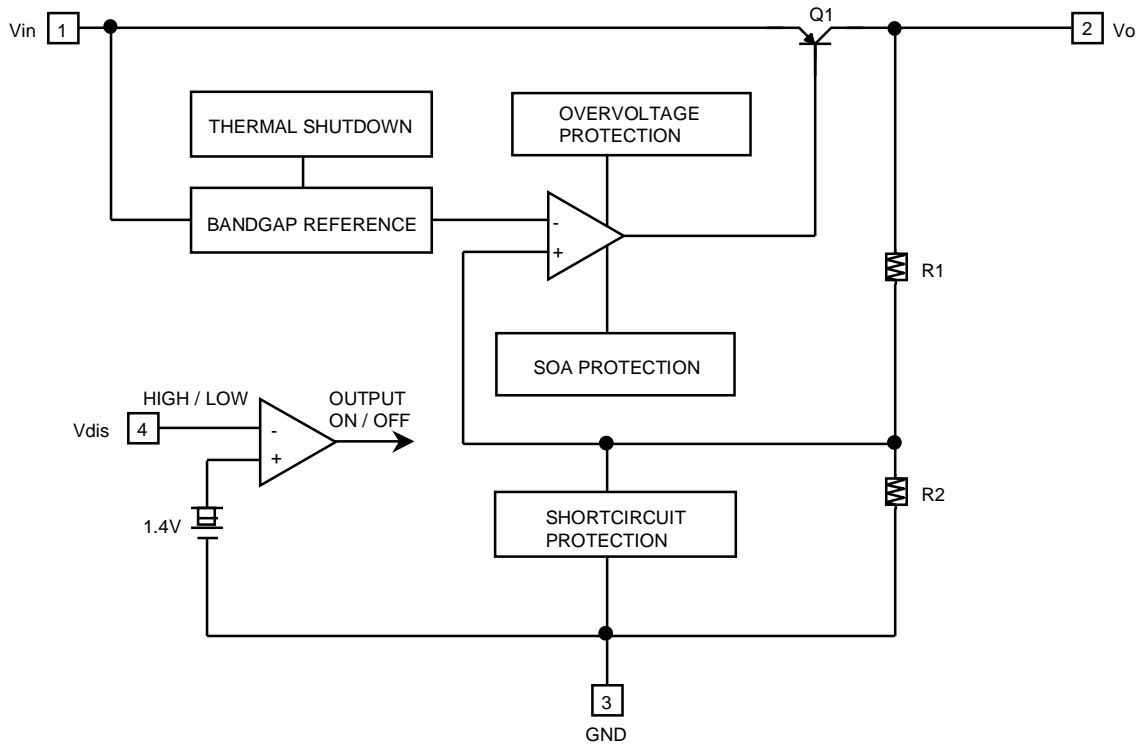 Q1
Vin 1
2 Vo
THERMAL SHUTDOWN
OVERVOLTAGE
PROTECTION
BANDGAP REFERENCE
-
+
R1
SOA PROTECTION
HIGH / LOW
OUTPUT
ON / OFF
Vdis 4
-
+
R2
1.4V
SHORTCIRCUIT
PROTECTION
3
GND